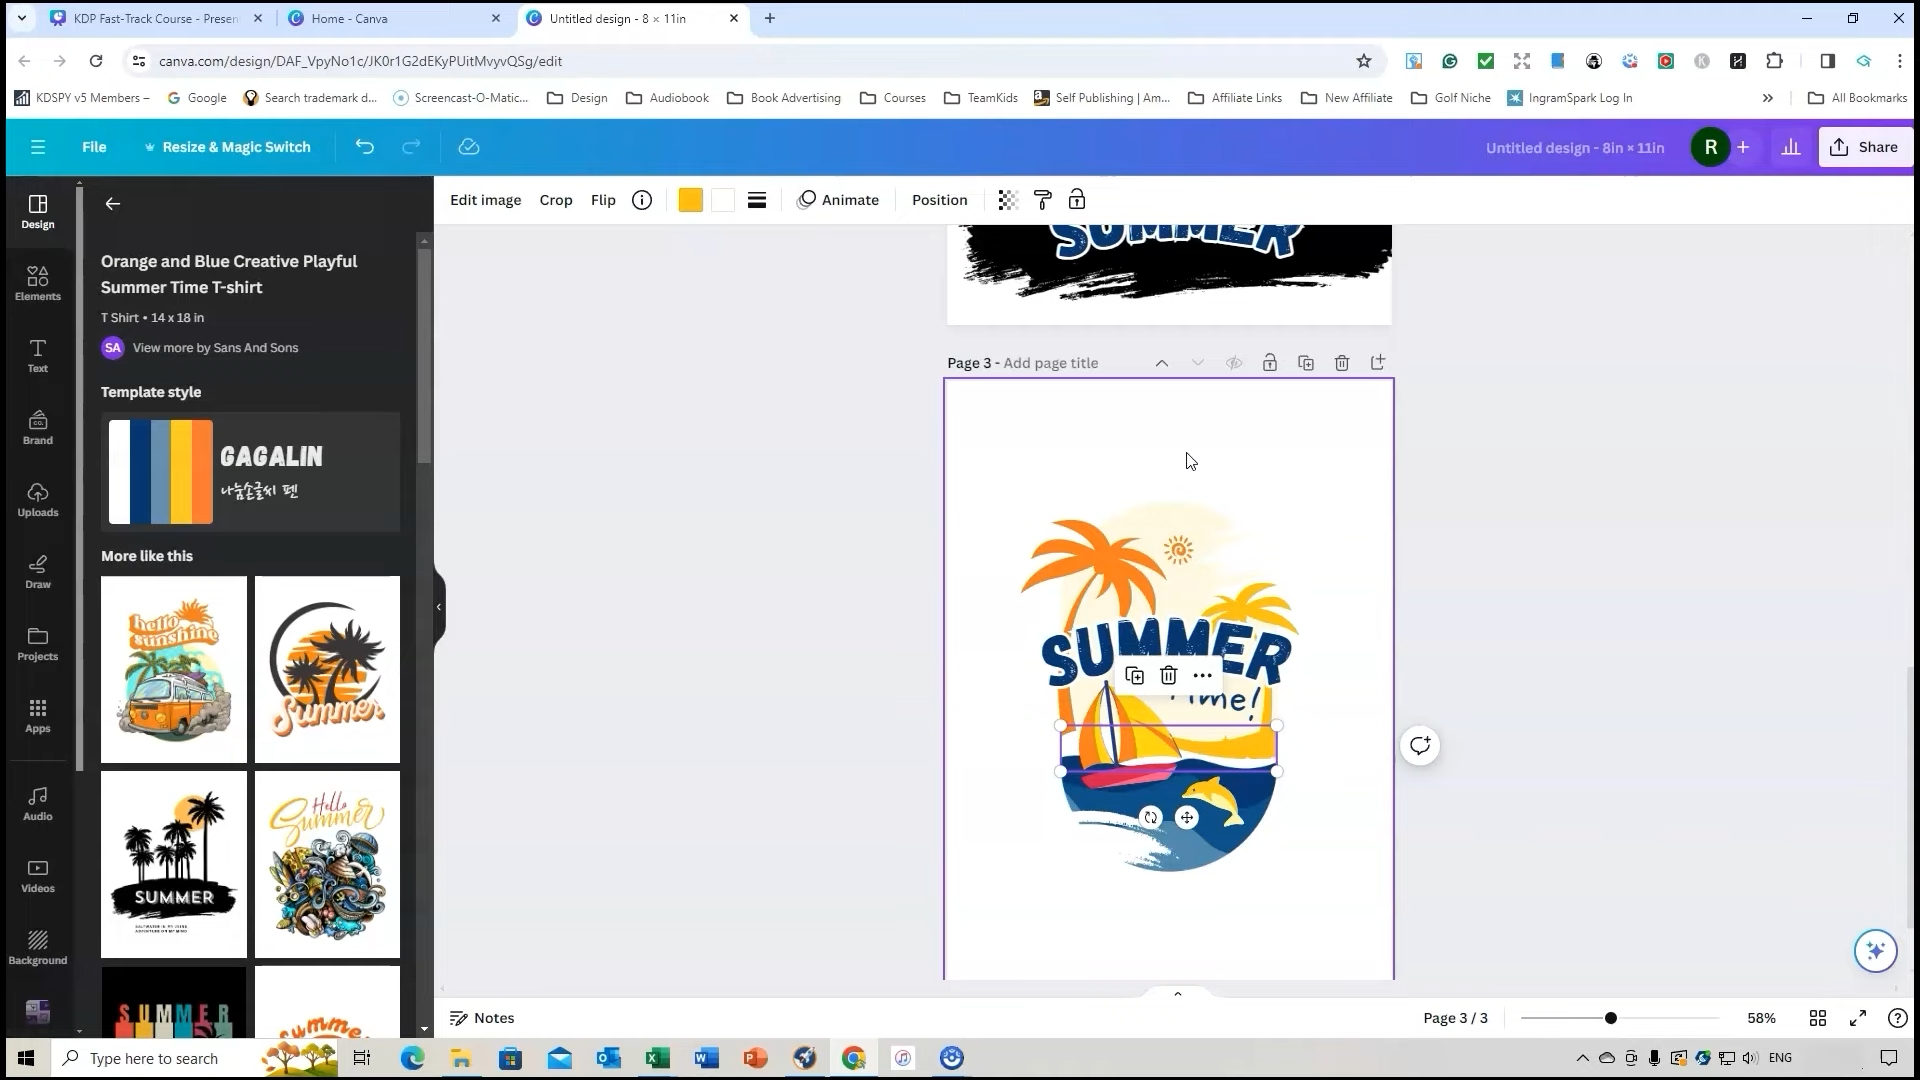 KDP Fast-Track Course - Presen
Home - Canva
Untitled design - 8 × 11in
canva.com/design/DAF_VpyNo1c/JK0r1G2dEKyPUitMvyvQSg/edit
KDSPY v5 Members –
Google
Search trademark d...
Screencast-O-Matic...
Design
Audiobook
Book Advertising
Courses
TeamKids
Self Publishing | Am...
Affiliate Links
New Affiliate
Golf Niche
IngramSpark Log In
All Bookmarks
File
Resize & Magic Switch
Untitled design - 8in × 11in
R
Share
Design
Elements
Text
Brand
Uploads
Draw
Projects
Apps
Audio
Videos
Background
Orange and Blue Creative Playful
Summer Time T-shirt
T Shirt • 14 x 18 in
SA
View more by Sans And Sons
Template style
GAGALIN
나눔손글씨 펜
More like this
hello
sunshine
Summer
SUMMER
Hello
Summer
SUMMER
Summe
Edit image
Crop
Flip
Animate
Position
SUMMER
Page 3 - Add page title
SUMMER
Time!
Notes
Page 3 / 3
58%
Type here to search
ENG